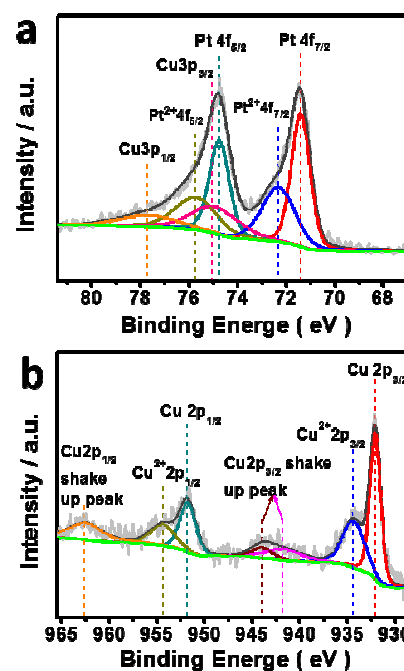 a
Pt 4f5/2
Pt 4f7/2
Cu3p3/2
Pt2+4f5/2
Pt2+4f7/2
Cu3p1/2
Intensity / a.u.
80 78 76 74 72 70 68
Binding Energe ( eV )
b
Cu 2p3/2
Cu 2p1/2
Cu2+2p3/2
Cu2p1/2
shake
up peak
Cu2+2p1/2
Cu2p3/2 shake
up peak
Intensity / a.u.
965 960 955 950 945 940 935 930
Binding Energe ( eV )